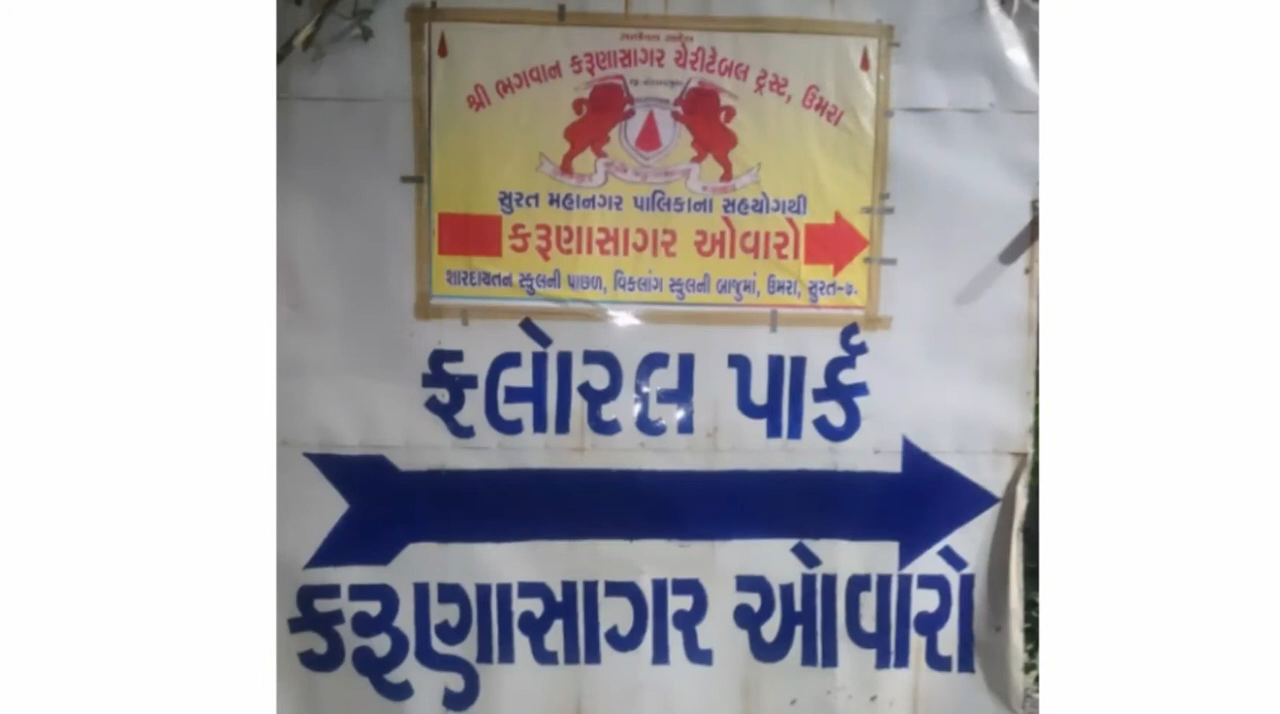 શ્રી ભગવાન કરૂણાસાગર ચેરીટેબલ ટ્રસ્ટ, ઉમરા
સુરત મહાનગર પાલિકાના સહયોગથી
કરૂણાસાગર ઓવારો
શારદાયતન સ્કુલની પાછળ, વિકલાંગ સ્કુલની બાજુમાં, ઉમરા, સુરત-૭.
ફલોરલ પાર્ક
કરૂણાસાગર ઓવારો